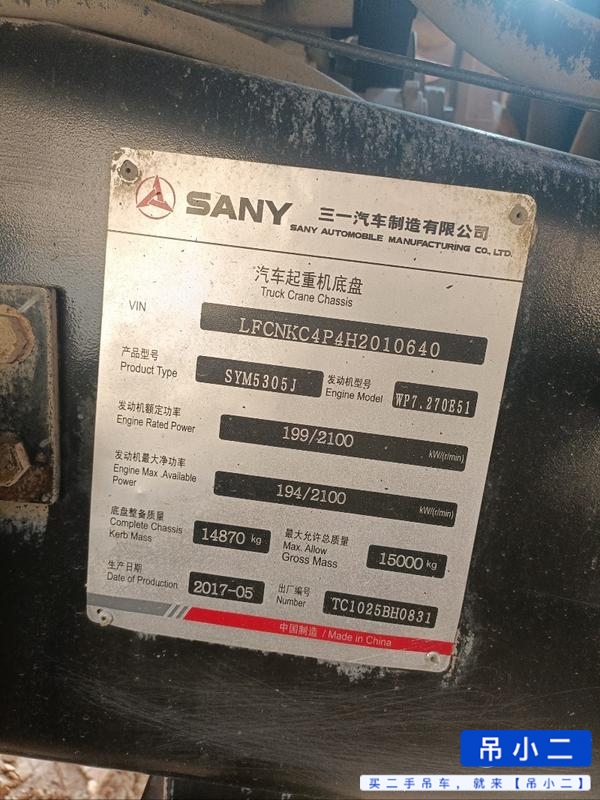 SANY 三一汽车制造有限公司
SANY AUTOMOBILE MANUFACTURING CO., LTD.
汽车起重机底盘
Truck Crane Chassis
VIN LFCNKC4P4H2010640
产品型号
Product Type SYM5305J
发动机型号
Engine Model WP7.270E51
发动机额定功率
Engine Rated Power 199/2100 kW/(r/min)
发动机最大净功率
Engine Max .Available
Power 194/2100 kW/(r/min)
底盘整备质量
Complete Chassis
Kerb Mass 14870 kg
最大允许总质量
Max. Allow
Gross Mass 15000 kg
生产日期
Date of Production 2017-05
出厂编号
Number TC1025BH0831
中国制造 / Made in China
吊小二
买二手吊车，就来【吊小二】